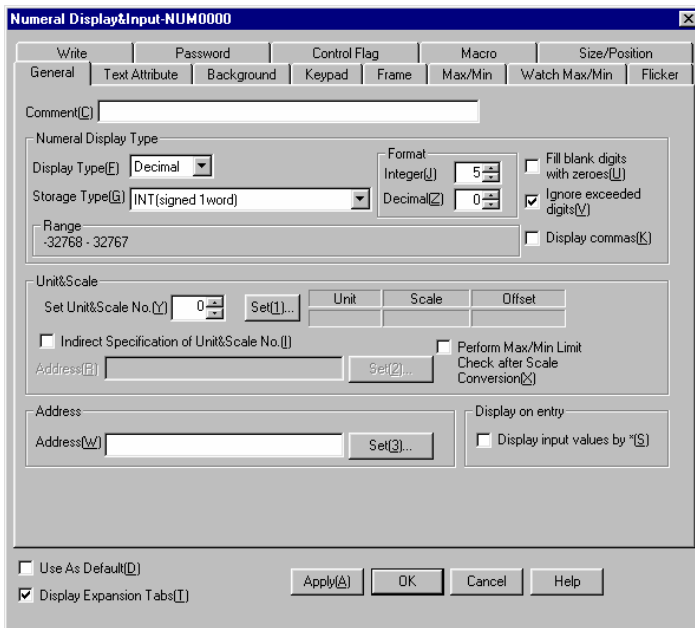 Numeral Display&Input-NUM0000
Write Password Control Flag Macro Size/Position
General Text Attribute Background Keypad Frame Max/Min Watch Max/Min Flicker
Comment(C)
Numeral Display Type
Display Type(F) Decimal
Storage Type(G) INT(signed 1word)
Format
Integer(J) 5
Decimal(Z) 0
Fill blank digits
with zeroes(U)
Ignore exceeded
digits(V)
Display commas(K)
Range
-32768 - 32767
Unit&Scale
Set Unit&Scale No.(Y) 0 Set(1)... Unit Scale Offset
Indirect Specification of Unit&Scale No.(I)
Address(R) Set(2)...
Perform Max/Min Limit
Check after Scale
Conversion(X)
Address
Address(W) Set(3)...
Display on entry
Display input values by *(S)
Use As Default(D)
Display Expansion Tabs(T)
Apply(A) OK Cancel Help